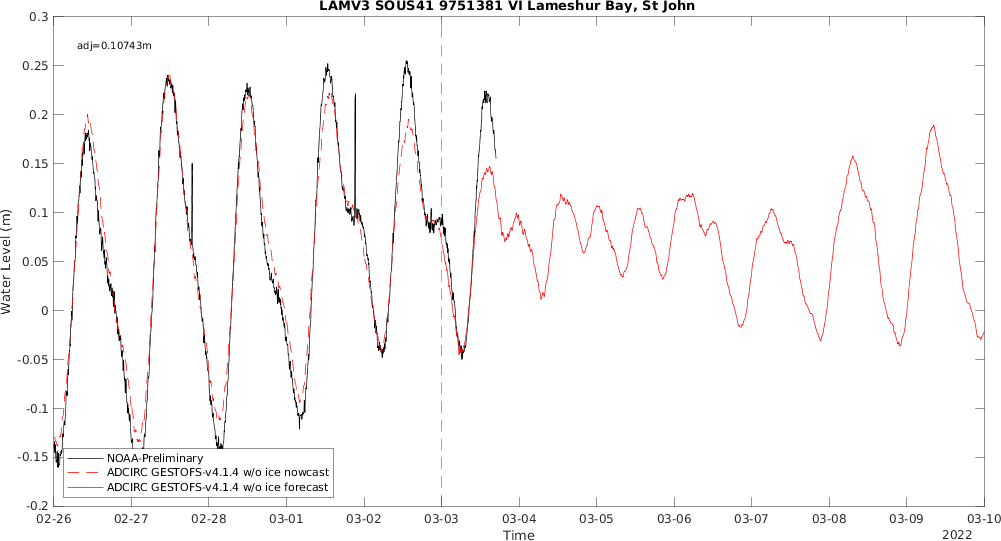 LAMV3 SOUS41 9751381 VI Lameshur Bay, St John
adj=0.10743m
0.3
0.25
0.2
0.15
0.1
0.05
0
-0.05
-0.1
-0.15
-0.2
Water Level (m)
NOAA-Preliminary
ADCIRC GESTOFS-v4.1.4 w/o ice nowcast
ADCIRC GESTOFS-v4.1.4 w/o ice forecast
02-26 02-27 02-28 03-01 03-02 03-03 03-04 03-05 03-06 03-07 03-08 03-09 03-10
Time
2022